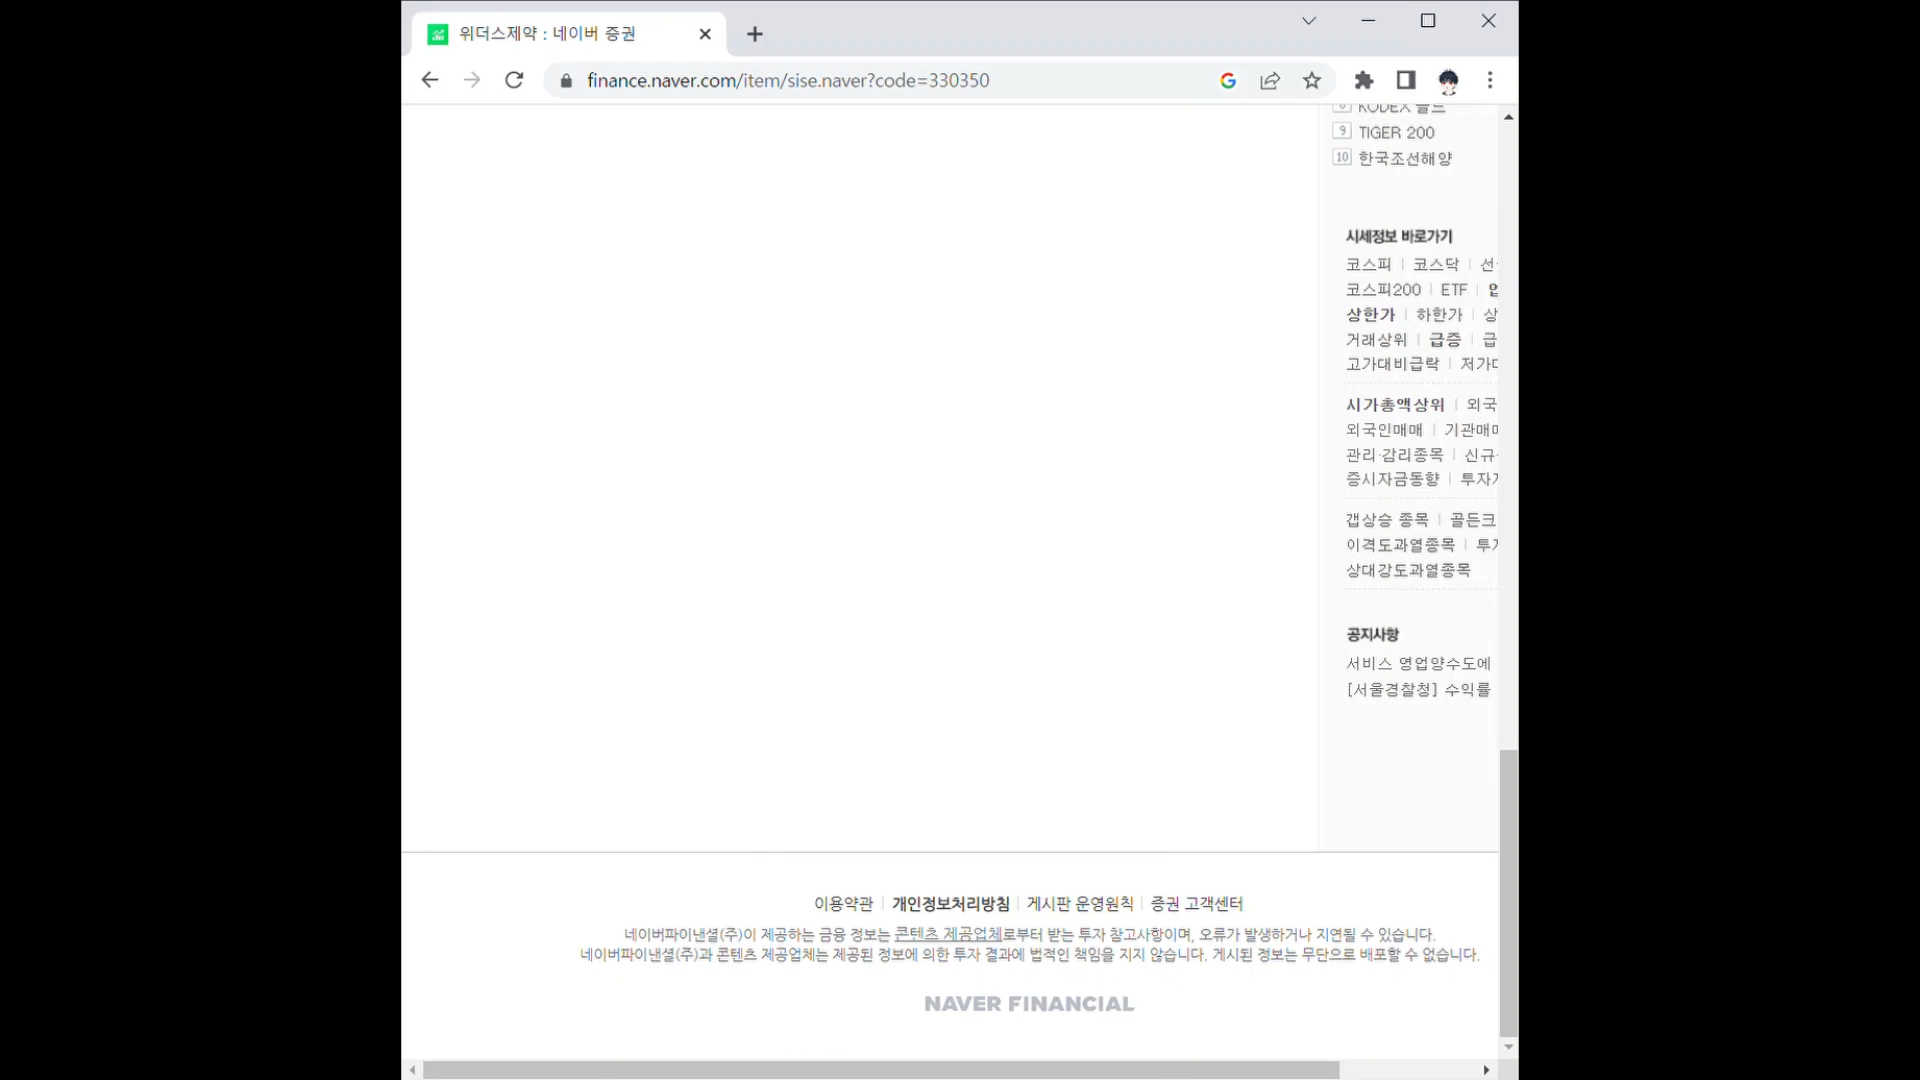 위더스제약 : 네이버 증권
finance.naver.com/item/sise.naver?code=330350
KODEX 골드
9 TIGER 200
10 한국조선해양
시세정보 바로가기
코스피 | 코스닥 |
코스피200 | ETF |
상한가 | 하한가 |
거래상위 | 급증 |
고가대비급락 |
시가총액상위 | 외국
외국인매매 |
관리·감리종목 | 신규
증시자금동향 |
갭상승 종목 | 골든크
이격도과열종목 |
상대강도과열종목
공지사항
서비스 영업양수도에
[서울경찰청] 수익률
이용약관 | 개인정보처리방침 | 게시판 운영원칙 | 증권 고객센터
네이버파이낸셜(주)이 제공하는 금융 정보는 콘텐츠 제공업체로부터 받는 투자 참고사항이며, 오류가 발생하거나 지연될 수 있습니다.
네이버파이낸셜(주)과 콘텐츠 제공업체는 제공된 정보에 의한 투자 결과에 법적인 책임을 지지 않습니다. 게시된 정보는 무단으로 배포할 수 없습니다.
NAVER FINANCIAL